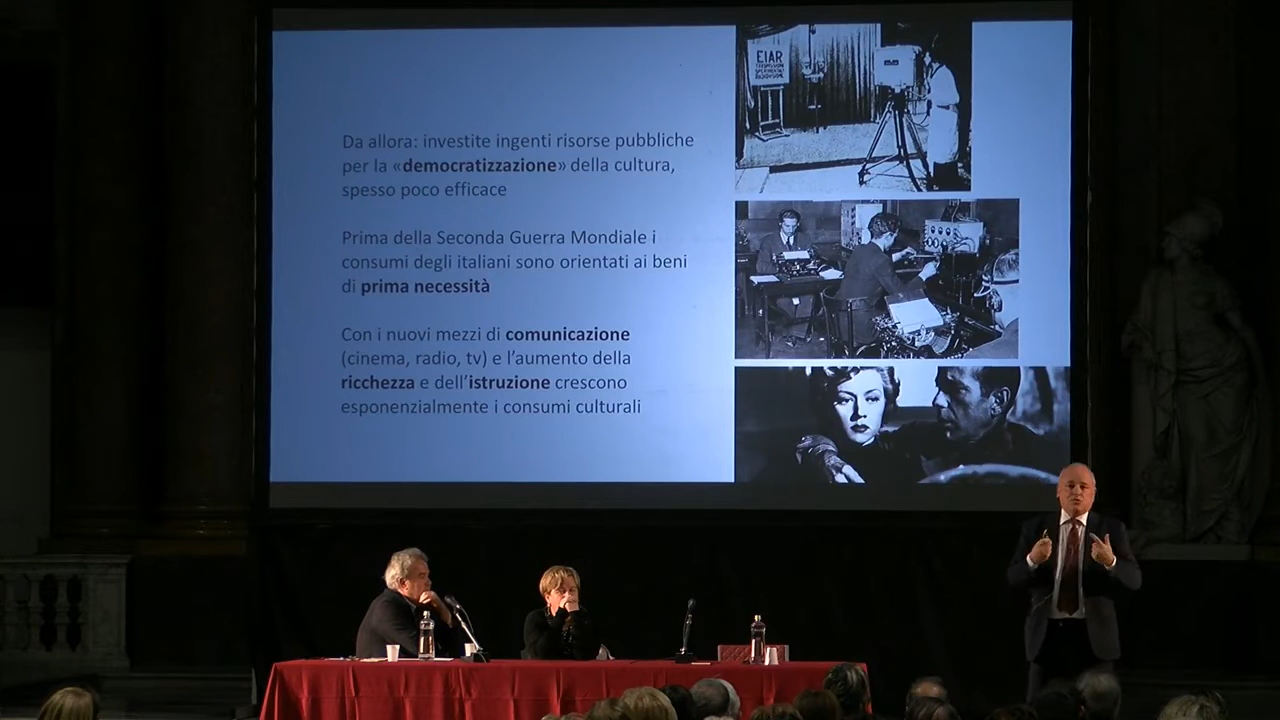 Da allora: investite ingenti risorse pubbliche
per la «democratizzazione» della cultura,
spesso poco efficace
Prima della Seconda Guerra Mondiale i
consumi degli italiani sono orientati ai beni
di prima necessità
Con i nuovi mezzi di comunicazione
(cinema, radio, tv) e l'aumento della
ricchezza e dell'istruzione crescono
esponenzialmente i consumi culturali
EIAR